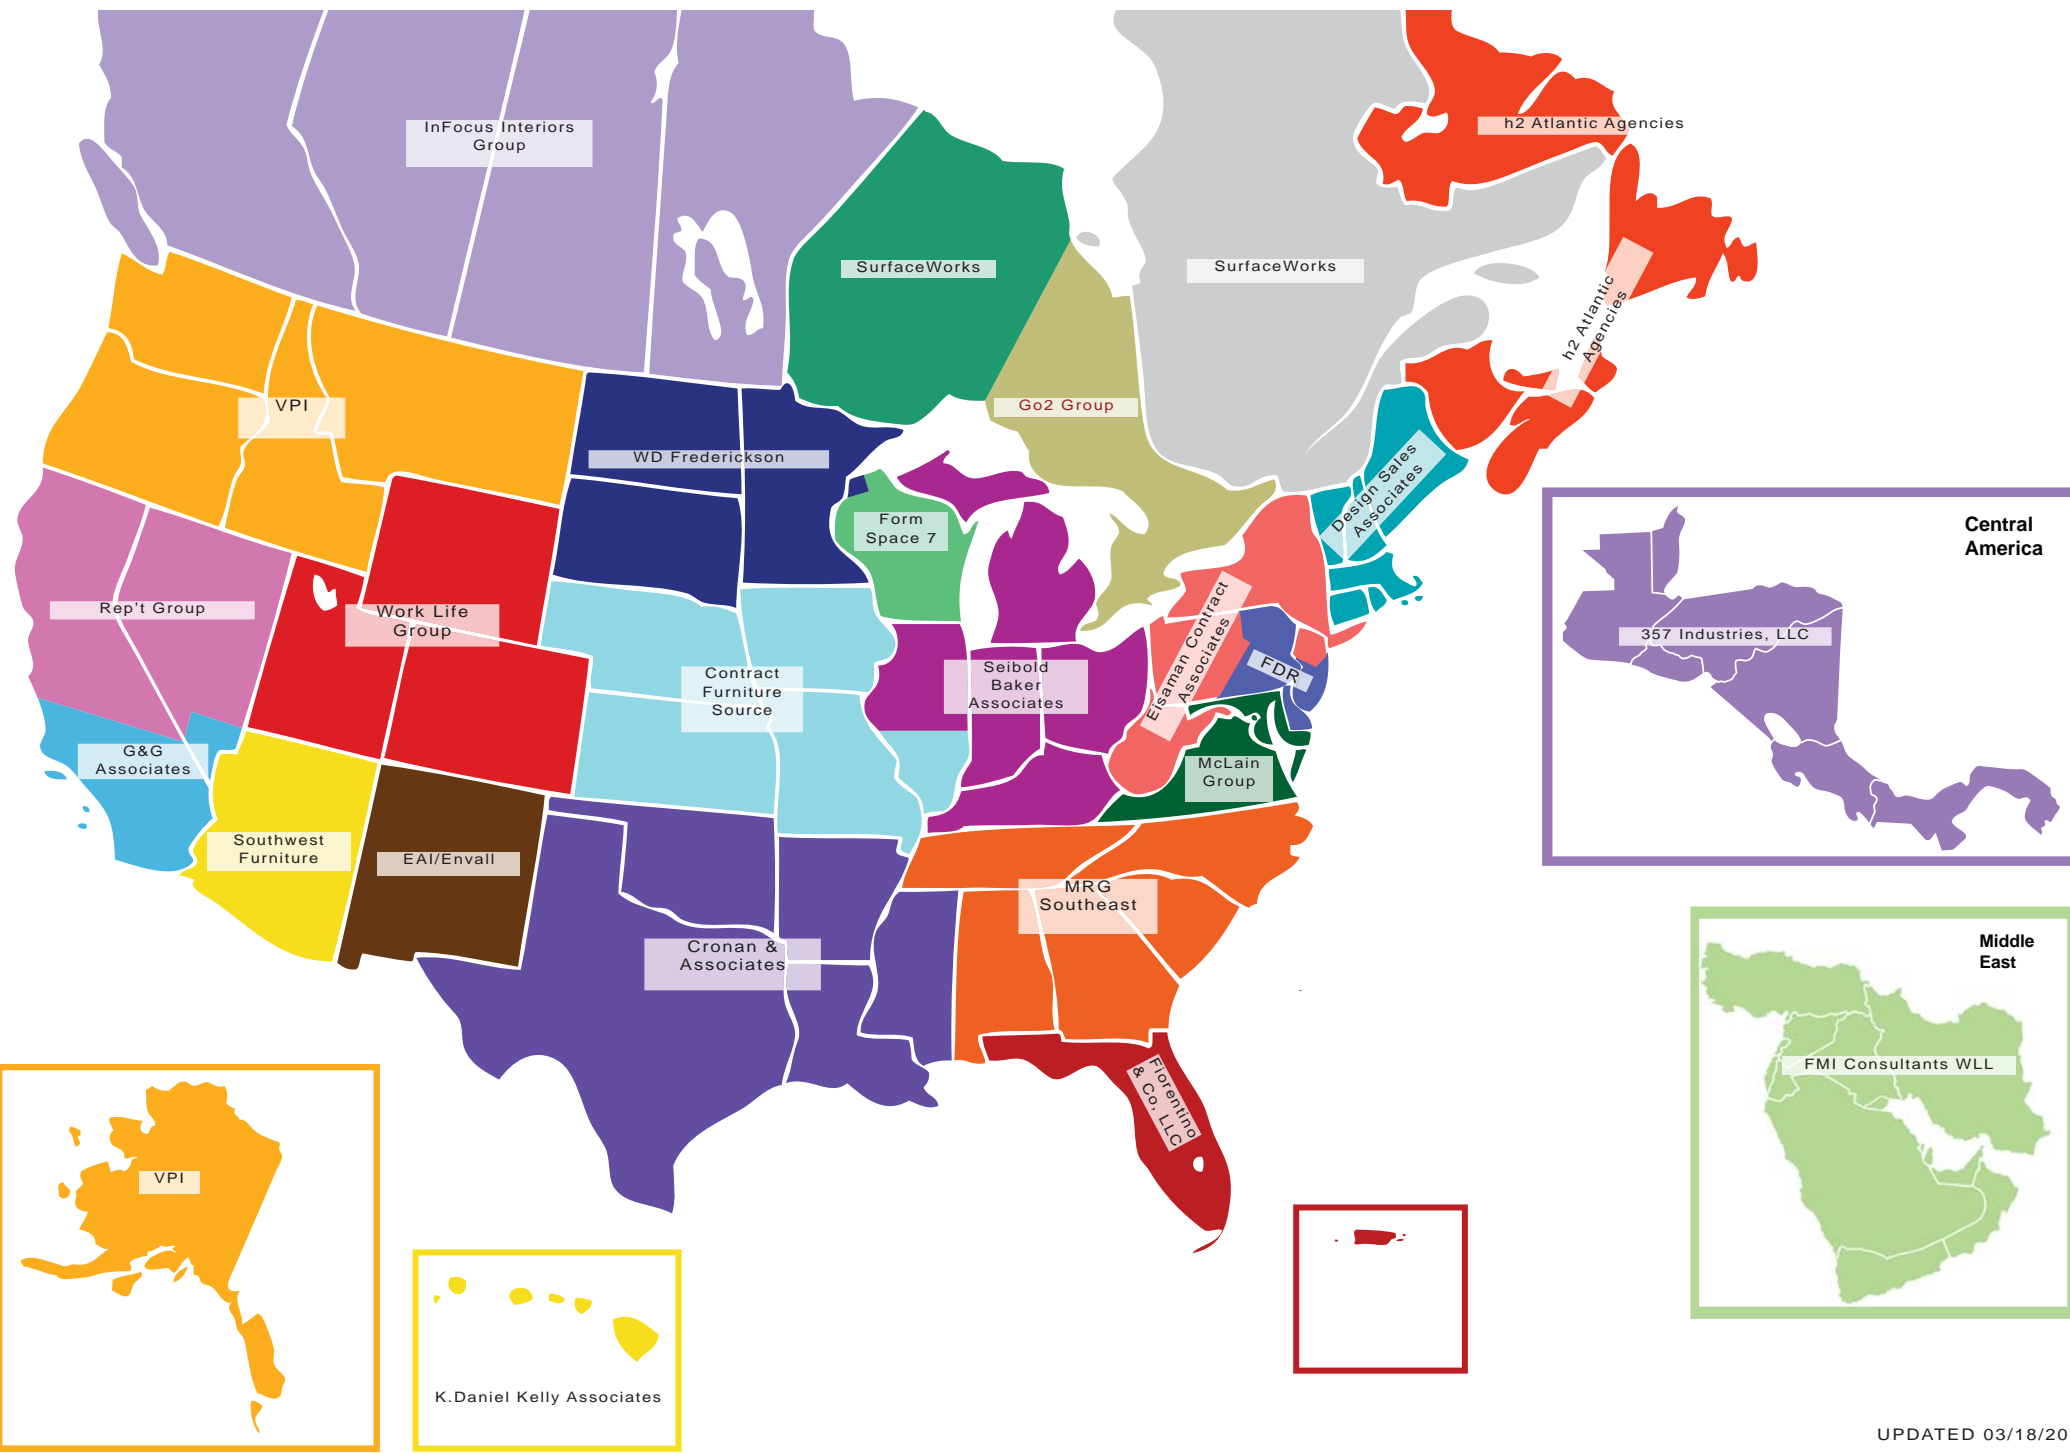 InFocus Interiors
Group
h2 Atlantic Agencies
SurfaceWorks
SurfaceWorks
h2 Atlantic
Agencies
VPI
Go2 Group
WD Frederickson
Design Sales
Associates
Form
Space 7
Central
America
Rep't Group
Work Life
Group
Eisaman Contract
Associates
357 Industries, LLC
Contract
Furniture
Source
Seibold
Baker
Associates
FDR
G&G
Associates
McLain
Group
Southwest
Furniture
EAI/Envall
MRG
Southeast
Cronan &
Associates
Middle
East
Fiorentino
& Co, LLC
FMI Consultants WLL
VPI
K.Daniel Kelly Associates
UPDATED 03/18/20